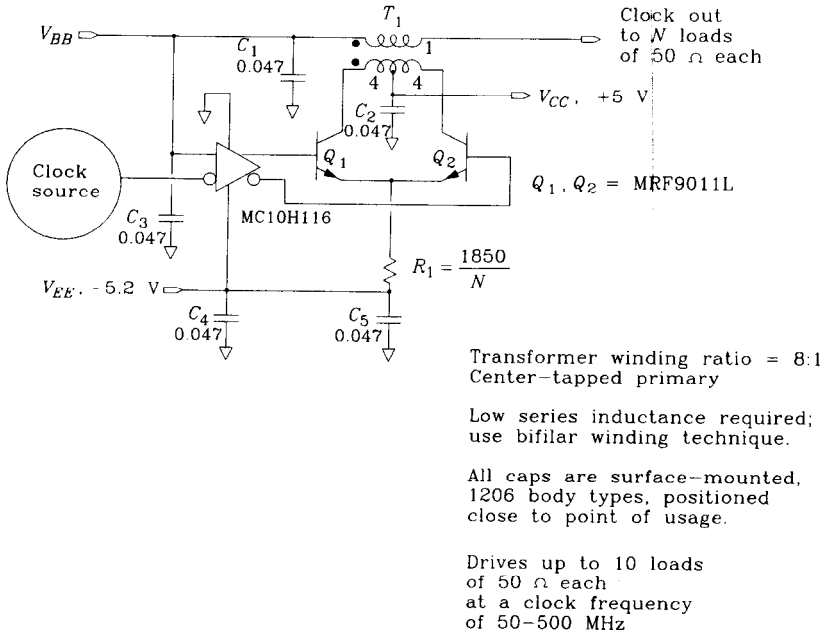 T1
VBB
C1
0.047
1
4 4
Clock out
to N loads
of 50 Ω each
C2
0.047
VCC, +5 V
Clock
source
Q1
Q2
Q1, Q2 = MRF9011L
C3
0.047
MC10H116
R1 = 1850
N
VEE, -5.2 V
C4
0.047
C5
0.047
Transformer winding ratio = 8:1
Center-tapped primary
Low series inductance required;
use bifilar winding technique.
All caps are surface-mounted,
1206 body types, positioned
close to point of usage.
Drives up to 10 loads
of 50 Ω each
at a clock frequency
of 50-500 MHz